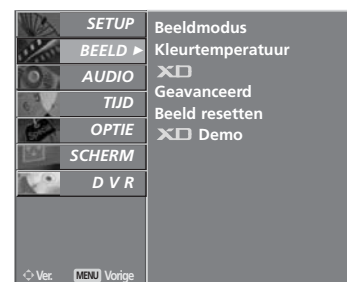 SETUP
BEELD ►
AUDIO
TIJD
OPTIE
SCHERM
D V R
Beeldmodus
Kleurtemperatuur
XD
Geavanceerd
Beeld resetten
XD Demo
Ver. MENU Vorige